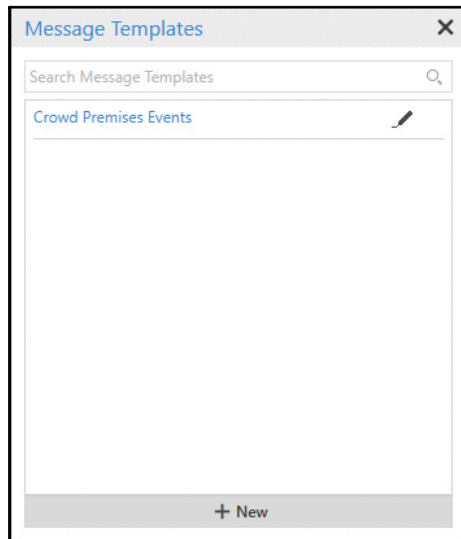 Message Templates
Search Message Templates
Crowd Premises Events
+ New